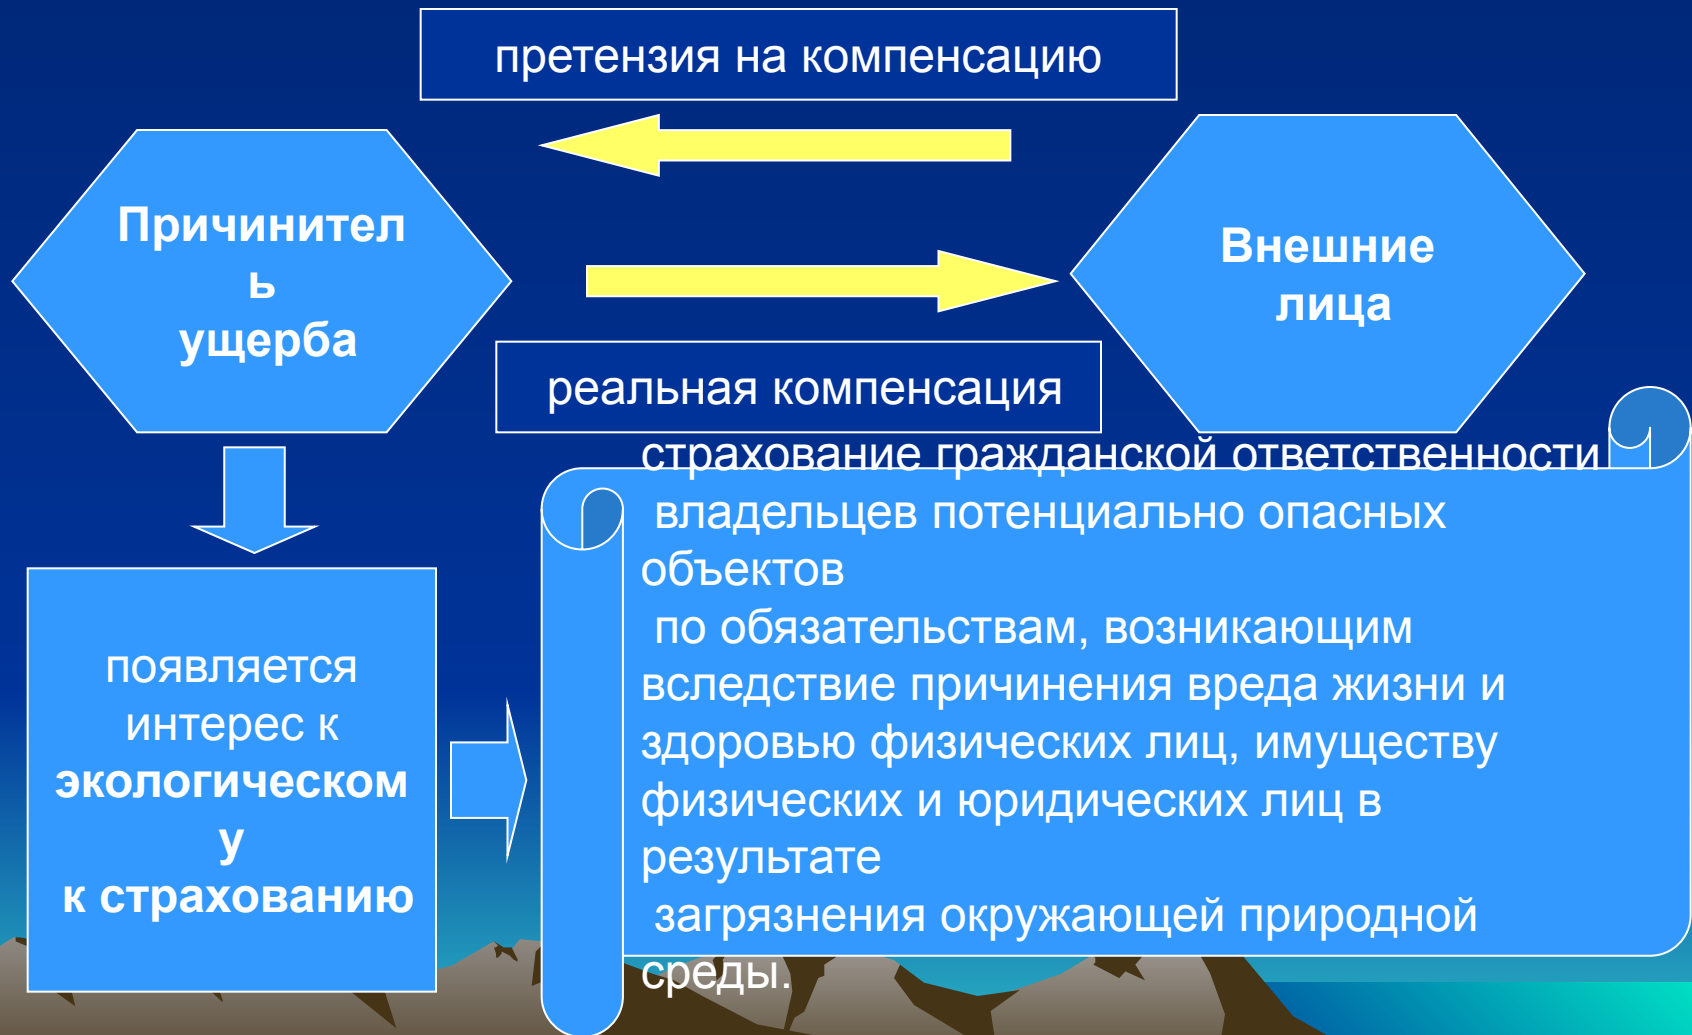 претензия на компенсацию
Причинител
ь
ущерба
Внешние
лица
реальная компенсация
появляется
интерес к
экологическом
у
к страхованию
страхование гражданской ответственности
владельцев потенциально опасных
объектов
по обязательствам, возникающим
вследствие причинения вреда жизни и
здоровью физических лиц, имуществу
физических и юридических лиц в
результате
загрязнения окружающей природной
среды.